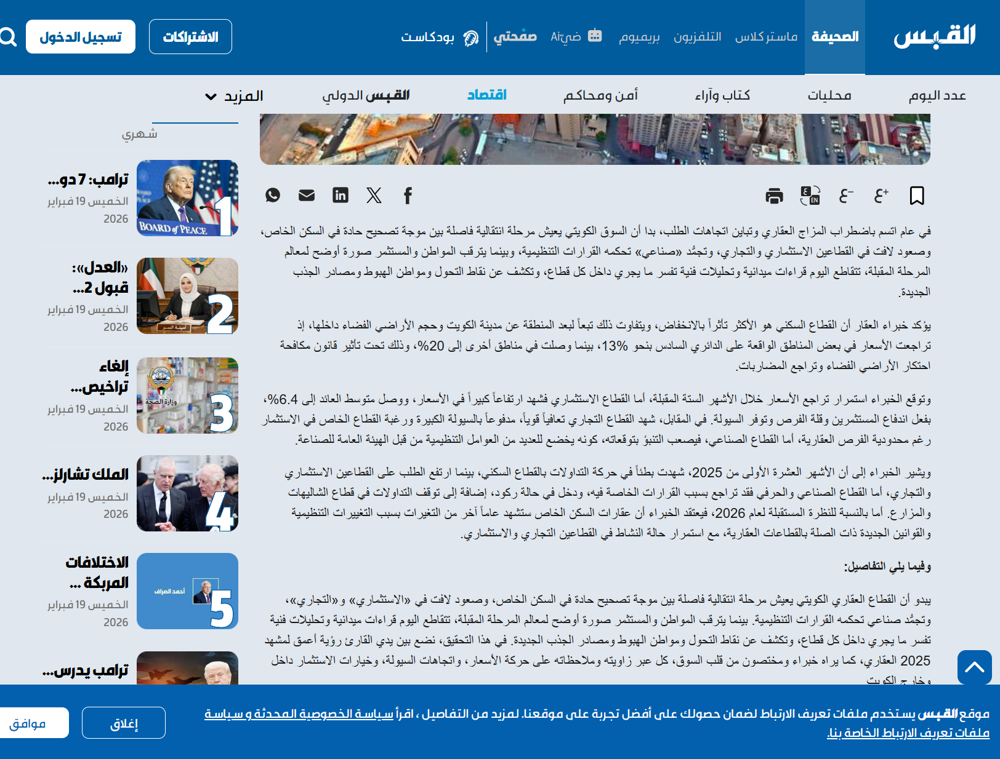 القبس
الصحيفة
ماستر كلاس
التلفزيون
بريميوم
ضيّ Ai
صفحتي
بودكاست
الاشتراكات
تسجيل الدخول
عدد اليوم
محليات
كتاب وآراء
أمن ومحاكم
اقتصاد
القبس الدولي
المزيد
في عام اتسم باضطراب المزاج العقاري وتباين اتجاهات الطلب، بدا أن السوق الكويتي يعيش مرحلة انتقالية فاصلة بين موجة تصحيح حادة في السكن الخاص،
وصعود لافت في القطاعين الاستثماري والتجاري، وتجمُّد «صناعي» تحكمه القرارات التنظيمية، وبينما يترقب المواطن والمستثمر صورة أوضح لمعالم
المرحلة المقبلة، تتقاطع اليوم قراءات ميدانية وتحليلات فنية تفسر ما يجري داخل كل قطاع، وتكشف عن نقاط التحول ومواطن الهبوط ومصادر الجذب
الجديدة.
يؤكد خبراء العقار أن القطاع السكني هو الأكثر تأثراً بالانخفاض، ويتفاوت ذلك تبعاً لبعد المنطقة عن مدينة الكويت وحجم الأراضي الفضاء داخلها، إذ
تراجعت الأسعار في بعض المناطق الواقعة على الدائري السادس بنحو 13%، بينما وصلت في مناطق أخرى إلى 20%، وذلك تحت تأثير قانون مكافحة
احتكار الأراضي الفضاء وتراجع المضاربات.
وتوقع الخبراء استمرار تراجع الأسعار خلال الأشهر الستة المقبلة، أما القطاع الاستثماري فشهد ارتفاعاً كبيراً في الأسعار، ووصل متوسط العائد إلى 6.4%،
بفعل اندفاع المستثمرين وقلة الفرص وتوفر السيولة. في المقابل، شهد القطاع التجاري تعافياً قوياً، مدفوعاً بالسيولة الكبيرة ورغبة القطاع الخاص في الاستثمار
رغم محدودية الفرص العقارية، أما القطاع الصناعي، فيصعب التنبؤ بتوقعاته، كونه يخضع للعديد من العوامل التنظيمية من قبل الهيئة العامة للصناعة.
ويشير الخبراء إلى أن الأشهر العشرة الأولى من 2025، شهدت بطئاً في حركة التداولات بالقطاع السكني، بينما ارتفع الطلب على القطاعين الاستثماري
والتجاري، أما القطاع الصناعي والحرفي فقد تراجع بسبب القرارات الخاصة فيه، ودخل في حالة ركود، إضافة إلى توقف التداولات في قطاع الشاليهات
والمزارع. أما بالنسبة للنظرة المستقبلة لعام 2026، فيعتقد الخبراء أن عقارات السكن الخاص ستشهد عاماً آخر من التغيرات بسبب التغييرات التنظيمية
والقوانين الجديدة ذات الصلة بالقطاعات العقارية، مع استمرار حالة النشاط في القطاعين التجاري والاستثماري.
وفيما يلي التفاصيل:
يبدو أن القطاع العقاري الكويتي يعيش مرحلة انتقالية فاصلة بين موجة تصحيح حادة في السكن الخاص، وصعود لافت في «الاستثماري» و«التجاري»،
وتجمُّد صناعي تحكمه القرارات التنظيمية. بينما يترقب المواطن والمستثمر صورة أوضح لمعالم المرحلة المقبلة، تتقاطع اليوم قراءات ميدانية وتحليلات فنية
تفسر ما يجري داخل كل قطاع، وتكشف عن نقاط التحول ومواطن الهبوط ومصادر الجذب الجديدة. في هذا التحقيق، نضع بين يدي القارئ رؤية أعمق لمشهد
2025 العقاري، كما يراه خبراء ومختصون من قلب السوق، كل عبر زاويته وملاحظاته على حركة الأسعار، واتجاهات السيولة، وخيارات الاستثمار داخل
وخارج الكويت
شهري
ترامب: 7 دو...
الخميس 19 فبراير
2026
BOARD of PEACE
1
«العدل»:
قبول 2...
الخميس 19 فبراير
2026
2
إلغاء
تراخيص...
الخميس 19 فبراير
2026
وزارة الصحة
3
الملك تشارلز...
الخميس 19 فبراير
2026
4
الاختلافات
المربكة ...
الخميس 19 فبراير
2026
أحمد الصراف
5
ترامب يدرس...
موقع القبس يستخدم ملفات تعريف الارتباط لضمان حصولك على أفضل تجربة على موقعنا. لمزيد من التفاصيل ، اقرأ سياسة الخصوصية المحدثة و سياسة
ملفات تعريف الارتباط الخاصة بنا.
إغلاق
موافق